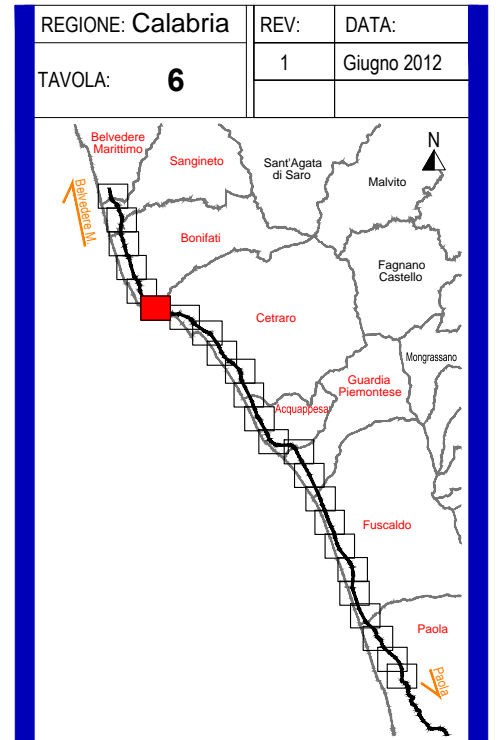 REGIONE: Calabria
REV:
DATA:
TAVOLA: 6
1
Giugno 2012
N
Belvedere
Marittimo
Sangineto
Sant'Agata
di Saro
Malvito
Belvedere M.
Bonifati
Fagnano
Castello
Cetraro
Mongrassano
Guardia
Piemontese
Acquappesa
Fuscaldo
Paola
Paola